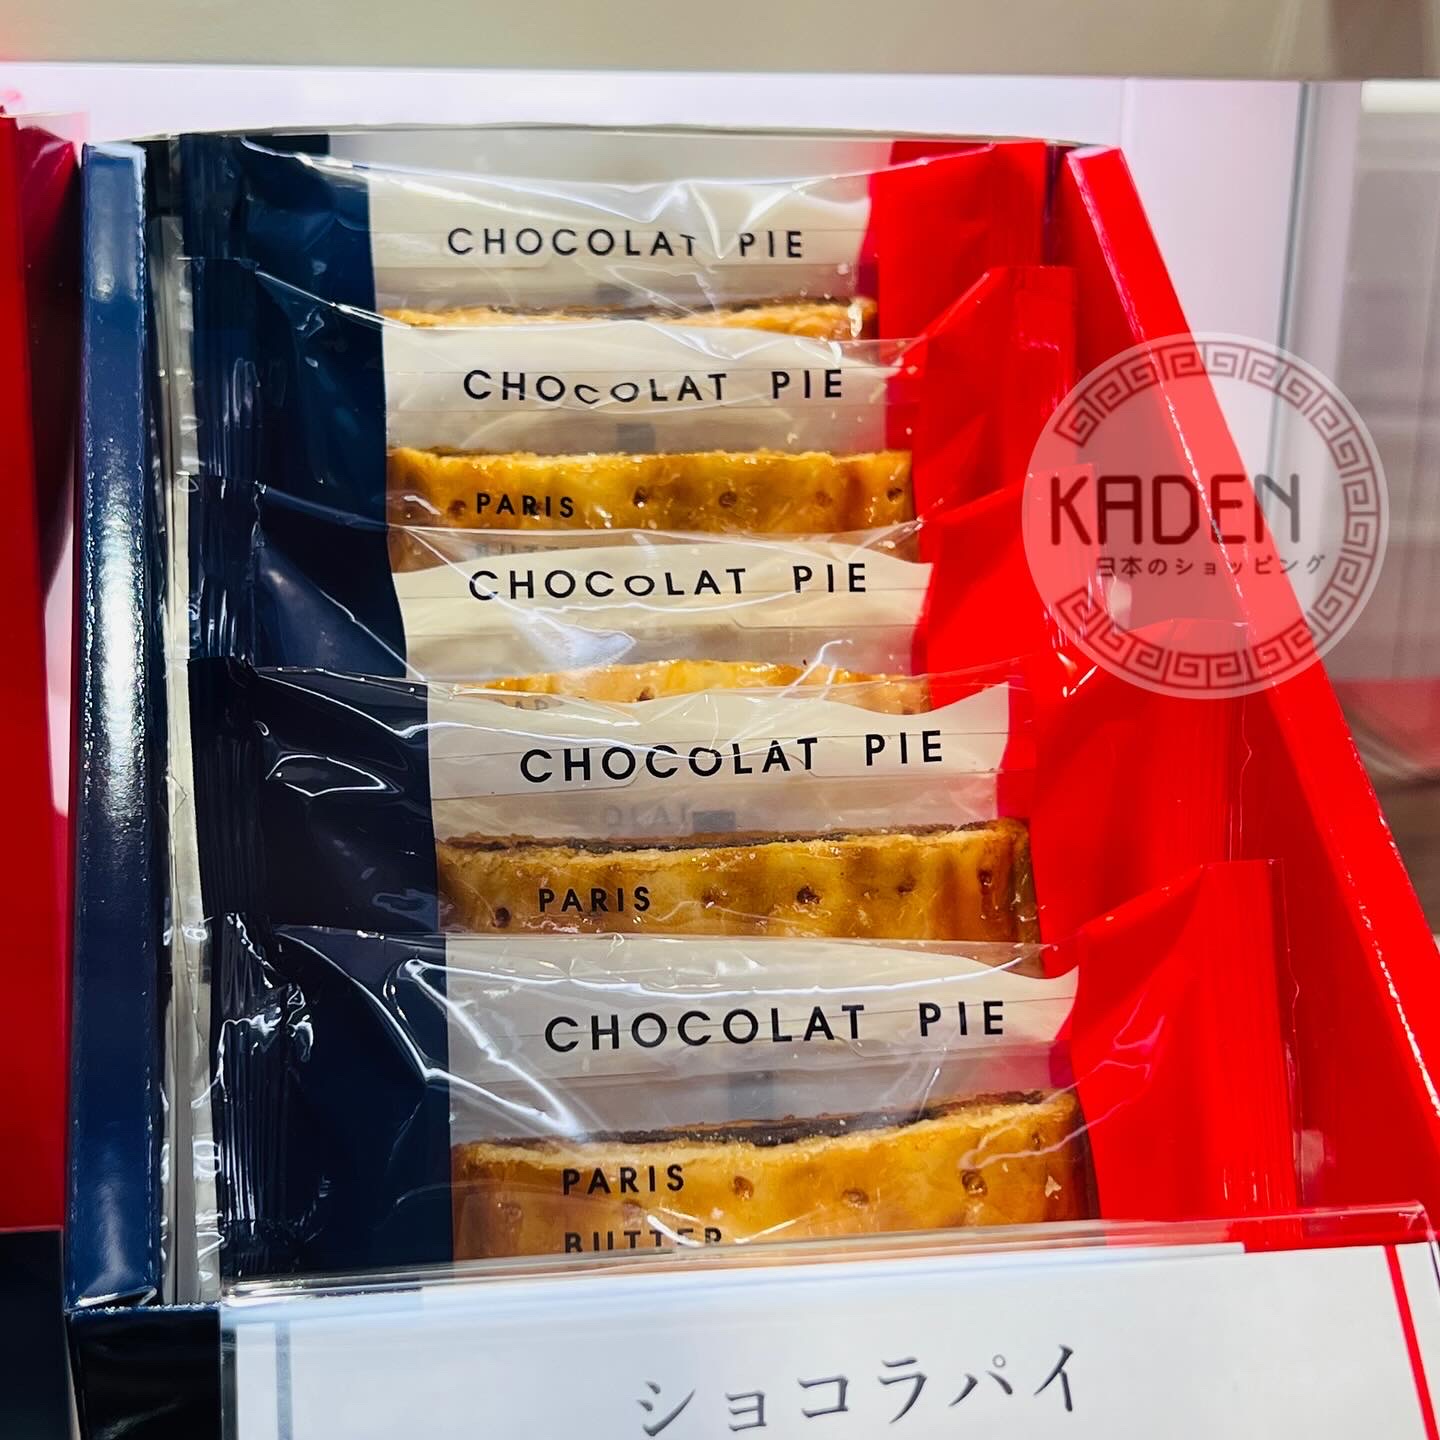 CHOCOLAT PIE
CHOCOLAT PIE
PARIS
KADEN
日本のショッピング
CHOCOLAT PIE
CHOCOLAT PIE
PARIS
CHOCOLAT PIE
PARIS
BUTTER
ショコラパイ